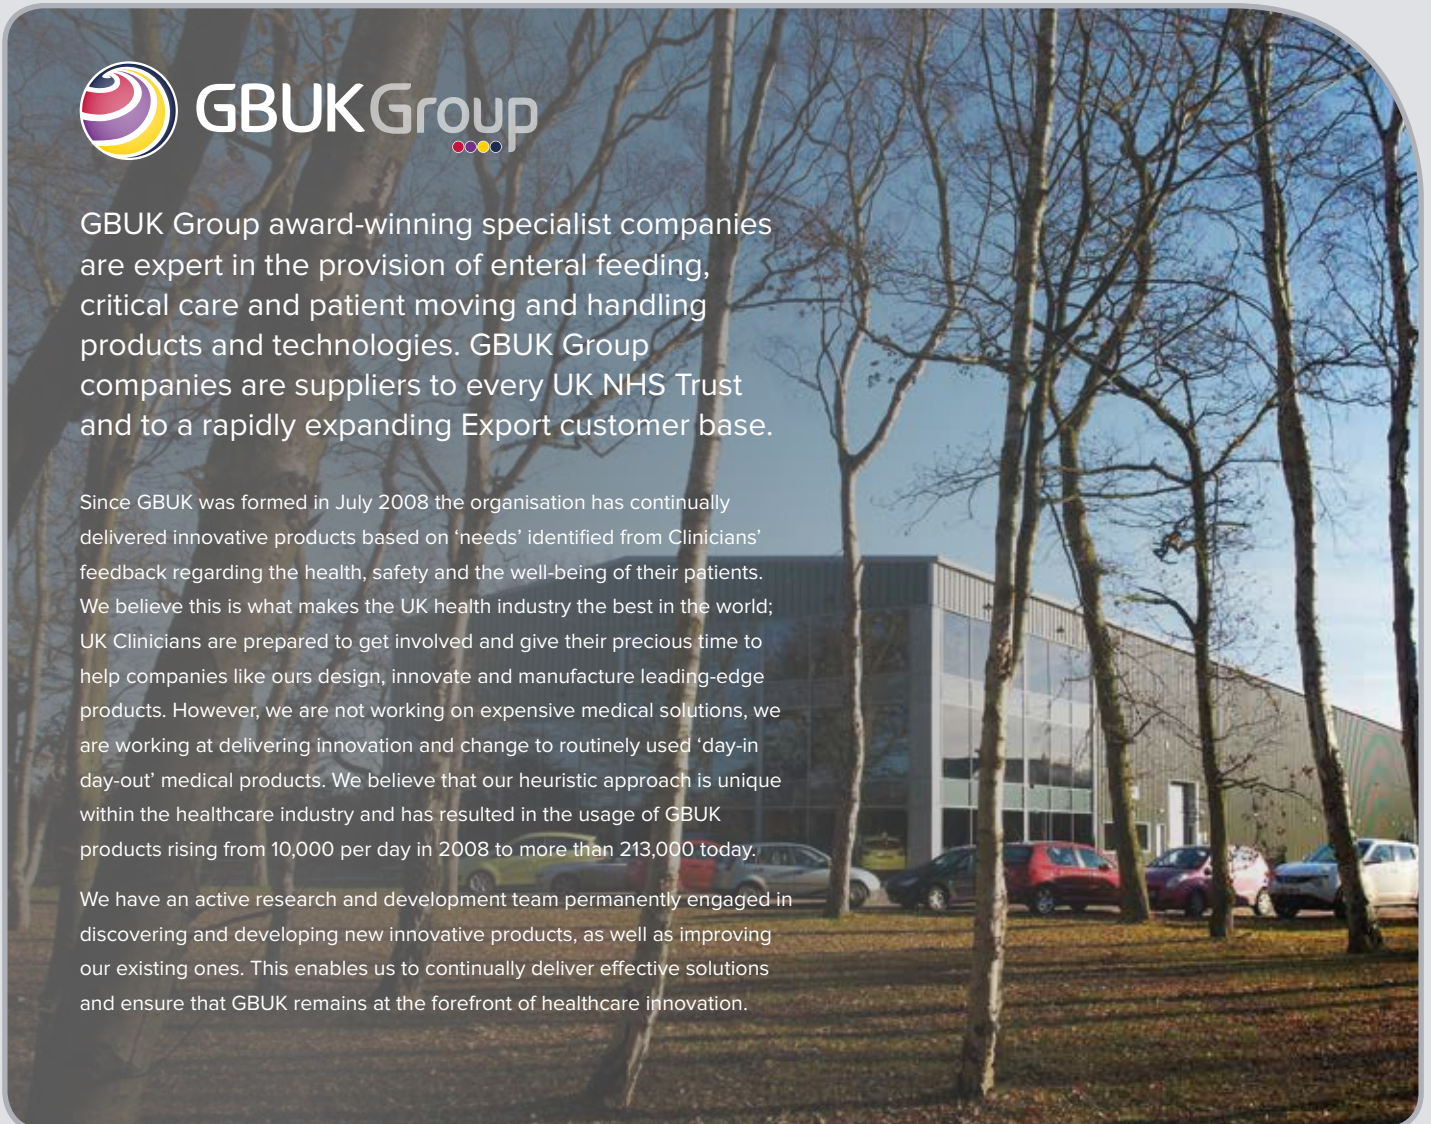 GBUK Group
GBUK Group award-winning specialist companies
are expert in the provision of enteral feeding,
critical care and patient moving and handling
products and technologies. GBUK Group
companies are suppliers to every UK NHS Trust
and to a rapidly expanding Export customer base.
Since GBUK was formed in July 2008 the organisation has continually
delivered innovative products based on ‘needs’ identified from Clinicians’
feedback regarding the health, safety and the well-being of their patients.
We believe this is what makes the UK health industry the best in the world;
UK Clinicians are prepared to get involved and give their precious time to
help companies like ours design, innovate and manufacture leading-edge
products. However, we are not working on expensive medical solutions, we
are working at delivering innovation and change to routinely used ‘day-in
day-out’ medical products. We believe that our heuristic approach is unique
within the healthcare industry and has resulted in the usage of GBUK
products rising from 10,000 per day in 2008 to more than 213,000 today.
We have an active research and development team permanently engaged in
discovering and developing new innovative products, as well as improving
our existing ones. This enables us to continually deliver effective solutions
and ensure that GBUK remains at the forefront of healthcare innovation.